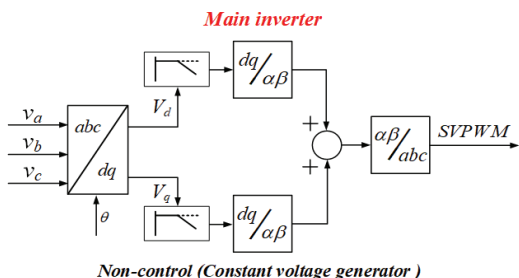 Main inverter
dq/αβ
V_d
v_a
v_b
v_c
abc
dq
+
+
αβ/abc
SVPWM
V_q
θ
dq/αβ
Non-control (Constant voltage generator )